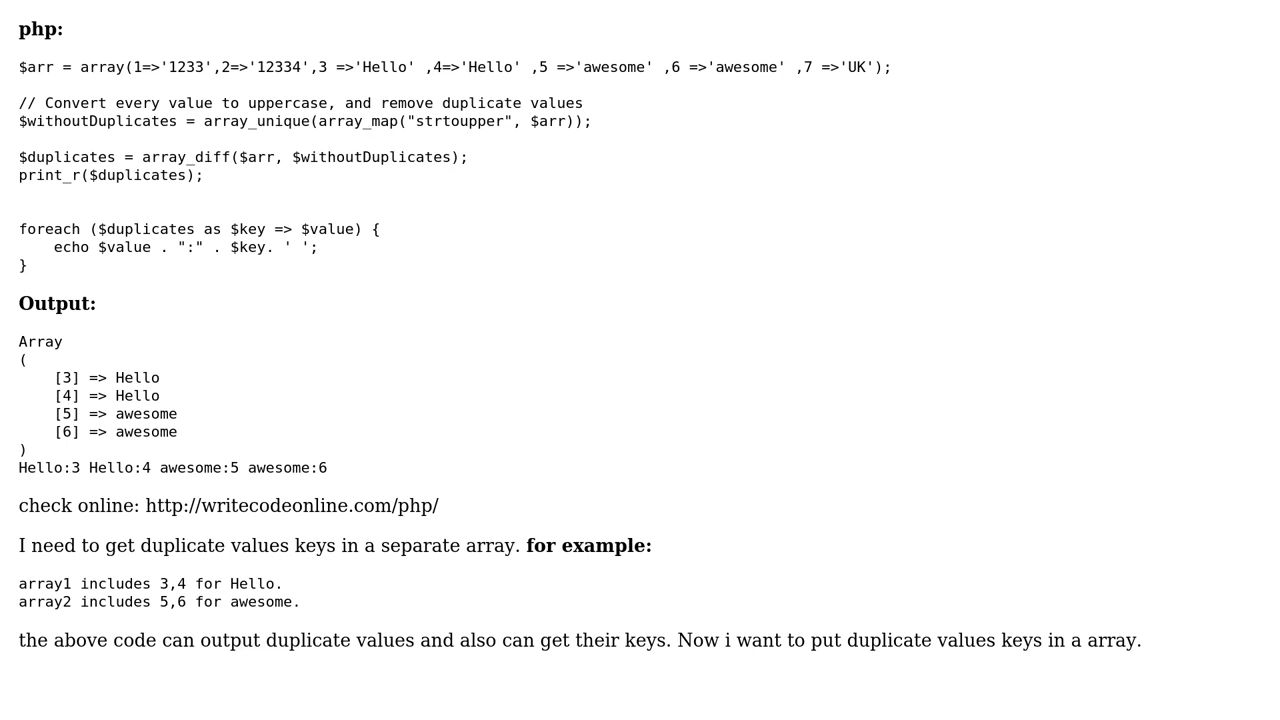 php:
$arr = array(1=>'1233',2=>'12334',3 =>'Hello' ,4=>'Hello' ,5 =>'awesome' ,6 =>'awesome' ,7 =>'UK');
// Convert every value to uppercase, and remove duplicate values
$withoutDuplicates = array_unique(array_map("strtoupper", $arr));
$duplicates = array_diff($arr, $withoutDuplicates);
print_r($duplicates);
foreach ($duplicates as $key => $value) {
    echo $value . ":" . $key. ' ';
}
Output:
Array
(
    [3] => Hello
    [4] => Hello
    [5] => awesome
    [6] => awesome
)
Hello:3 Hello:4 awesome:5 awesome:6
check online: http://writecodeonline.com/php/
I need to get duplicate values keys in a separate array. for example:
array1 includes 3,4 for Hello.
array2 includes 5,6 for awesome.
the above code can output duplicate values and also can get their keys. Now i want to put duplicate values keys in a array.